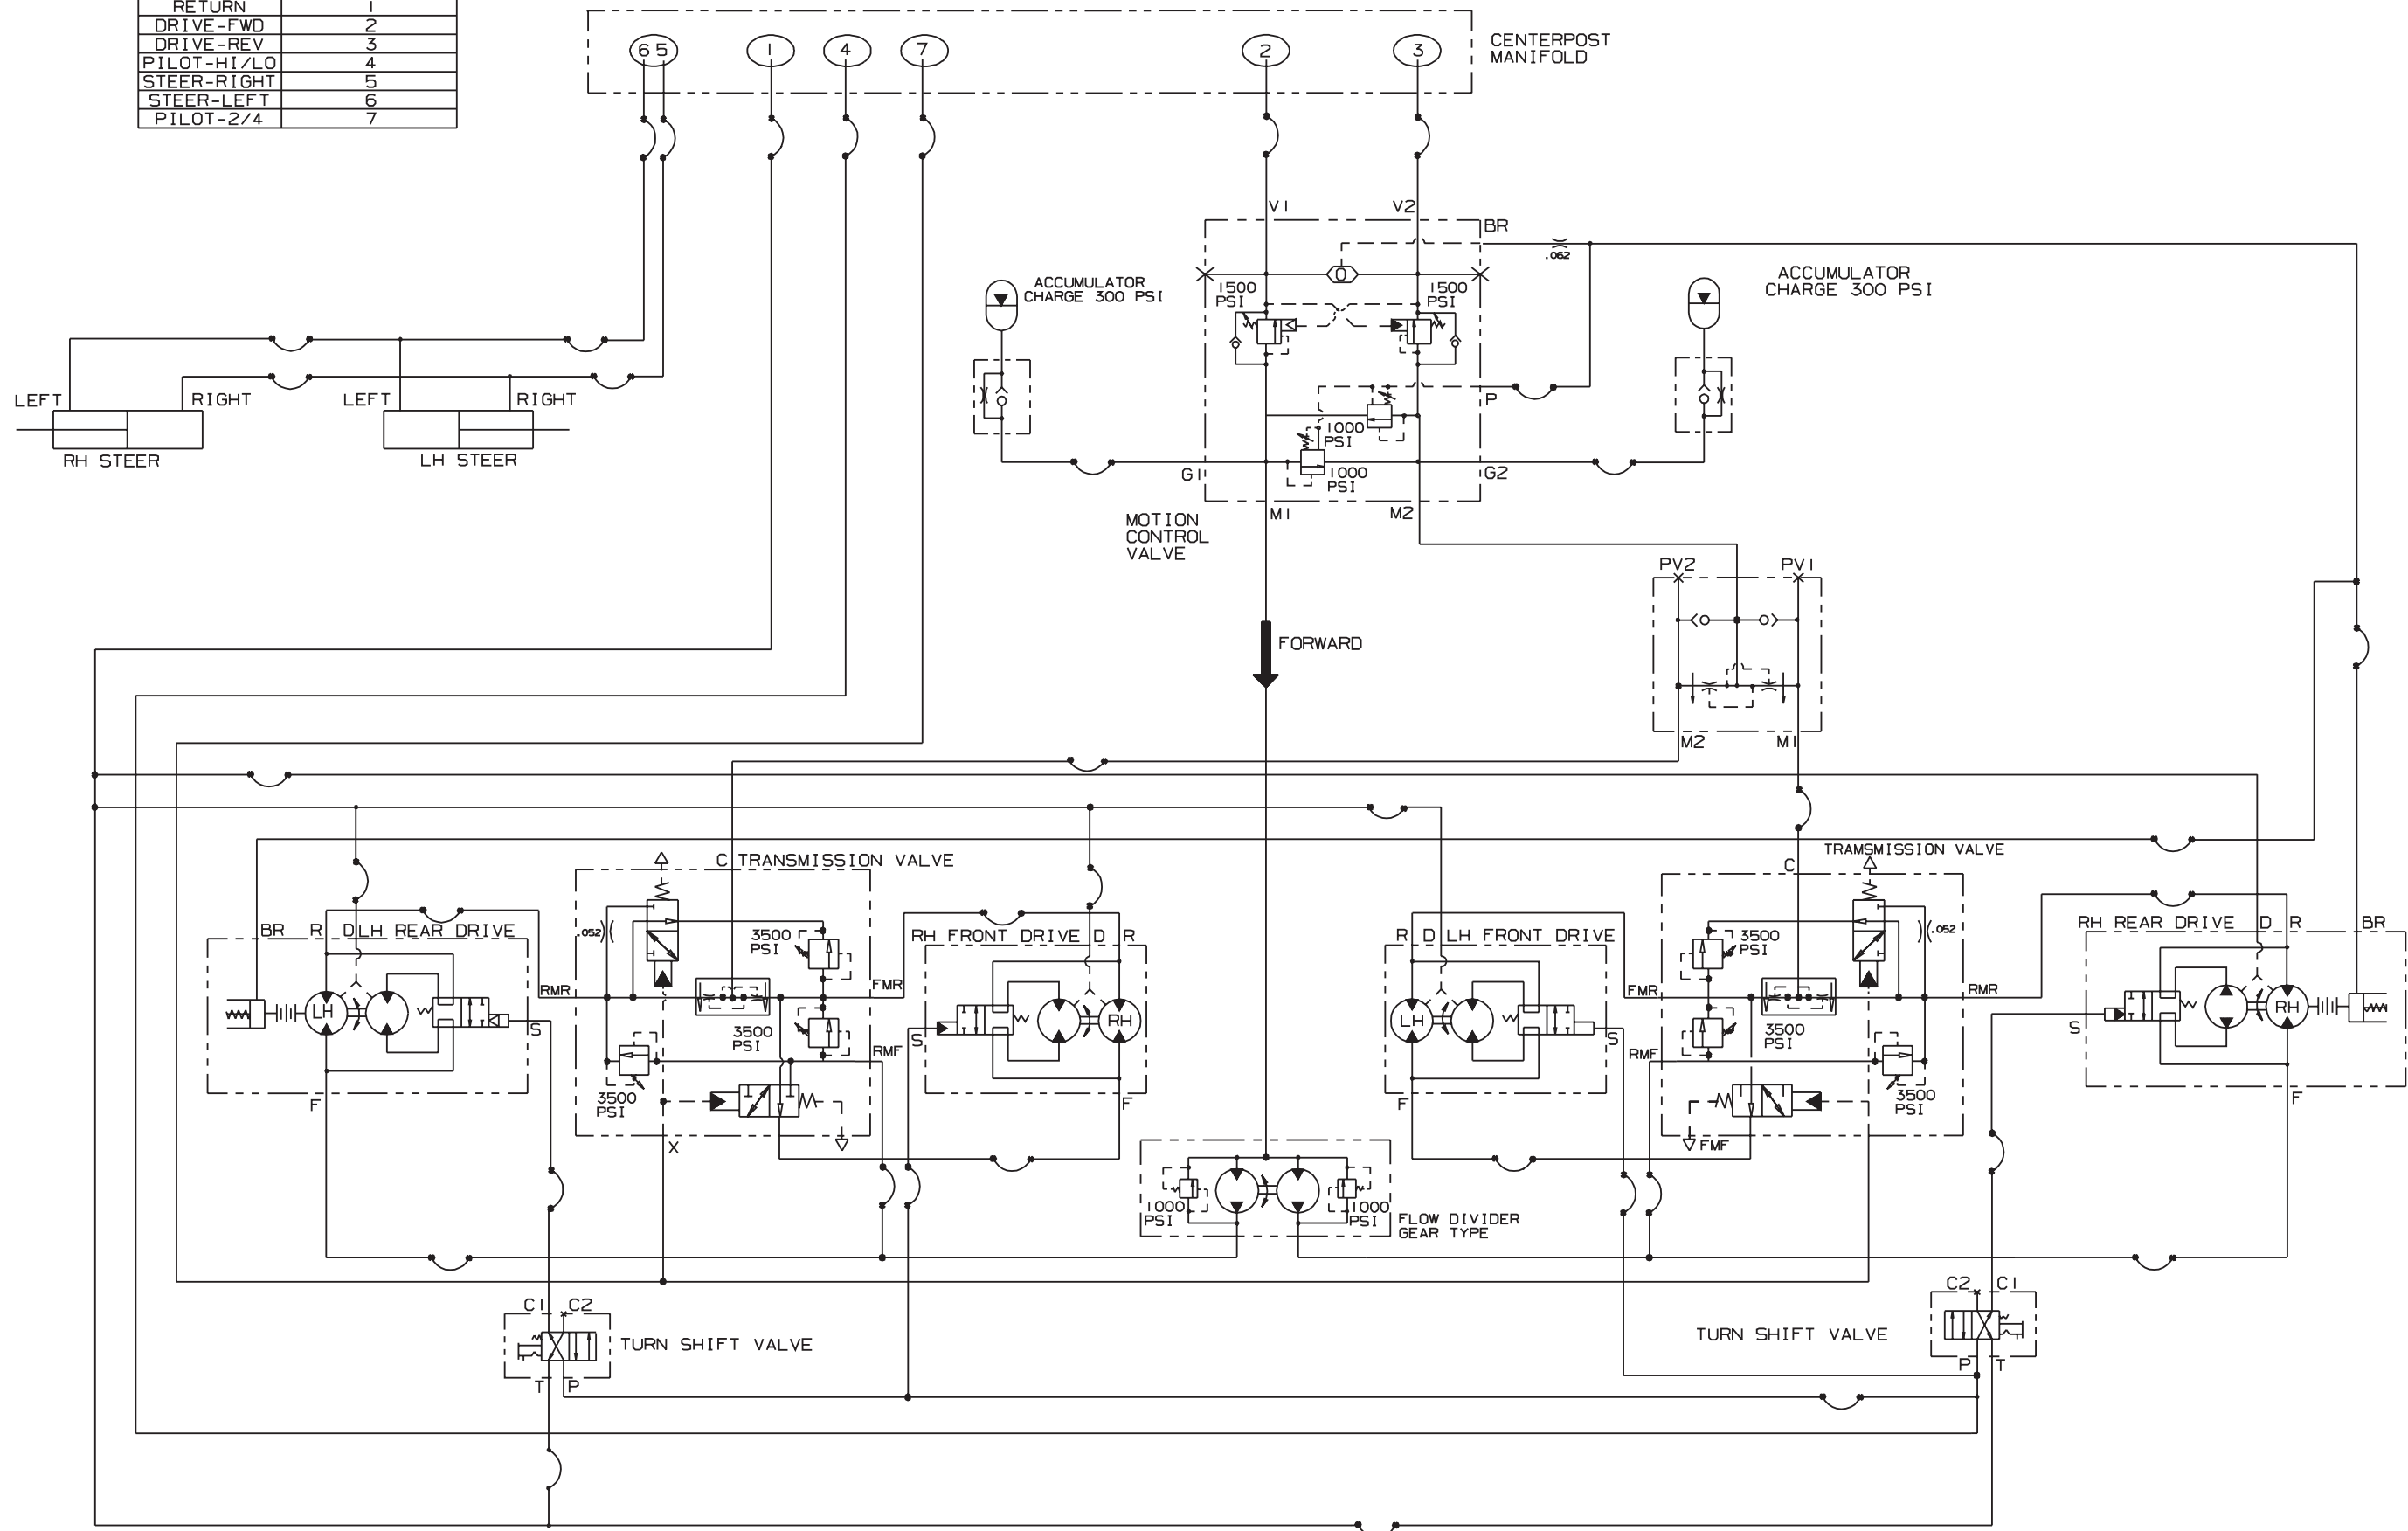 RETURN 1
DRIVE-FWD 2
DRIVE-REV 3
PILOT-HI/LO 4
STEER-RIGHT 5
STEER-LEFT 6
PILOT-2/4 7
6 5 1 4 7 2 3
CENTERPOST
MANIFOLD
V1 V2
BR
.062
ACCUMULATOR
CHARGE 300 PSI
ACCUMULATOR
CHARGE 300 PSI
1500
PSI
1500
PSI
LEFT RIGHT LEFT RIGHT
RH STEER LH STEER
P
1000
PSI
1000
PSI
G1 G2
M1 M2
MOTION
CONTROL
VALVE
PV2 PV1
FORWARD
M2 M1
C TRANSMISSION VALVE
TRAMSMISSION VALVE
C
BR R D LH REAR DRIVE
.052
3500
PSI
RH FRONT DRIVE D R
R D LH FRONT DRIVE
3500
PSI
.052
RH REAR DRIVE D R BR
RMR FMR FMR RMR
LH RH LH RH
S S S S
3500
PSI
3500
PSI
RMF RMF
3500
PSI
3500
PSI
F F F F
X
FMF
1000
PSI
1000
PSI
FLOW DIVIDER
GEAR TYPE
C1 C2
C2 C1
TURN SHIFT VALVE
TURN SHIFT VALVE
T P
P T